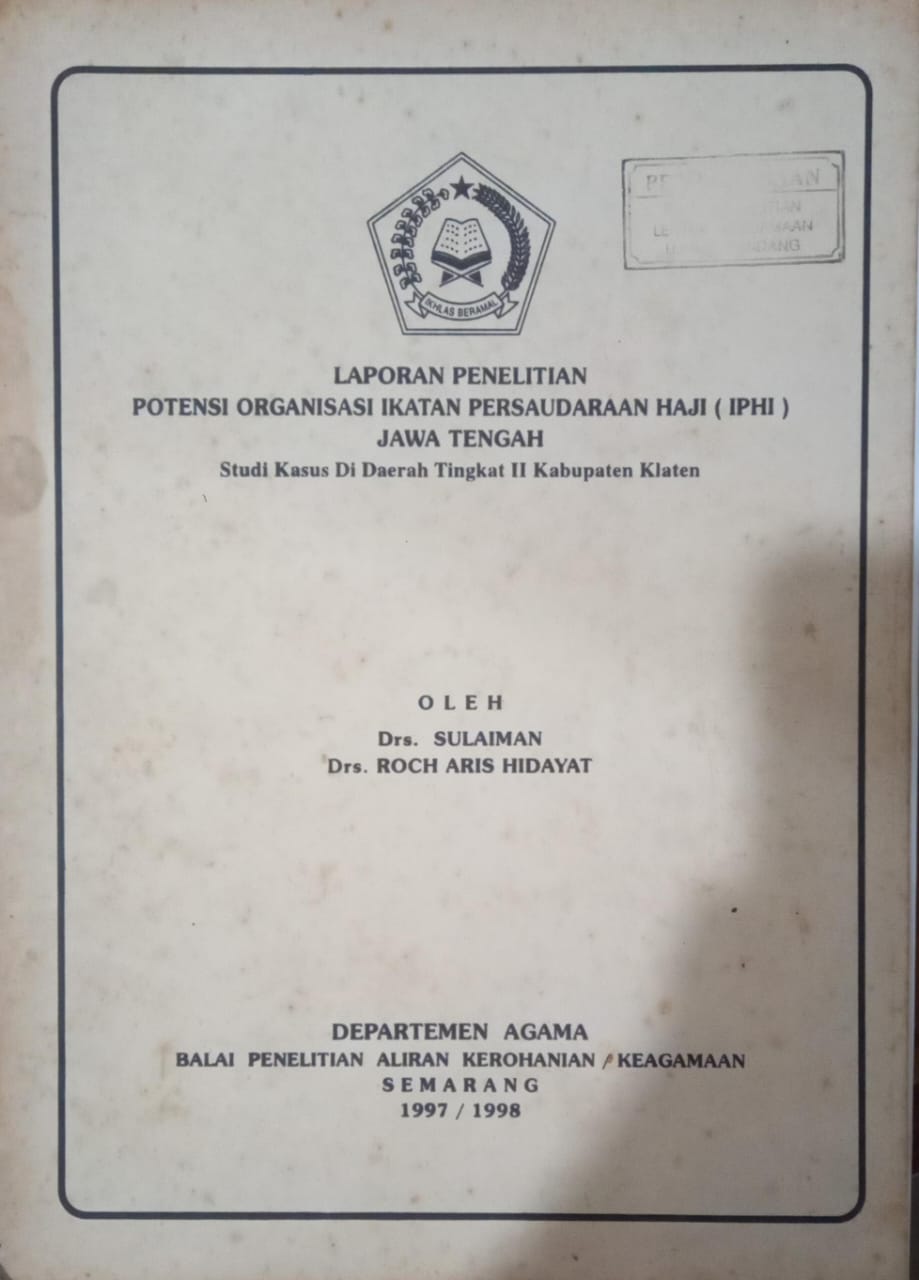 IKHLAS BERAMAL
LAPORAN PENELITIAN
POTENSI ORGANISASI IKATAN PERSAUDARAAN HAJI ( IPHI )
JAWA TENGAH
Studi Kasus Di Daerah Tingkat II Kabupaten Klaten
OLEH
Drs. SULAIMAN
Drs. ROCH ARIS HIDAYAT
DEPARTEMEN AGAMA
BALAI PENELITIAN ALIRAN KEROHANIAN / KEAGAMAAN
SEMARANG
1997 / 1998